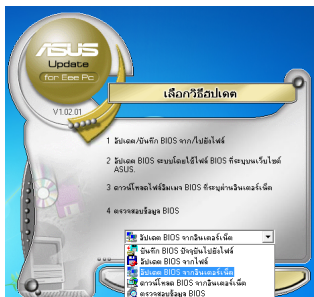 ASUS
Update
for Eee Pc
V1.02.01
เลือกวิธีอัปเดต
1 อัปเดต/บันทึก BIOS จาก/ไปยังไฟล์
2 อัปเดต BIOS ระบบโดยใช้ไฟล์ BIOS ที่ระบุบนเว็บไซต์
ASUS.
3 ดาวน์โหลดไฟล์อิมเมจ BIOS ที่ระบุผ่านอินเตอร์เน็ต
4 ตรวจสอบข้อมูล BIOS
อัปเดต BIOS จากอินเตอร์เน็ต
บันทึก BIOS ปัจจุบันไปยังไฟล์
อัปเดต BIOS จากไฟล์
อัปเดต BIOS จากอินเตอร์เน็ต
ดาวน์โหลด BIOS จากอินเตอร์เน็ต
ตรวจสอบข้อมูล BIOS